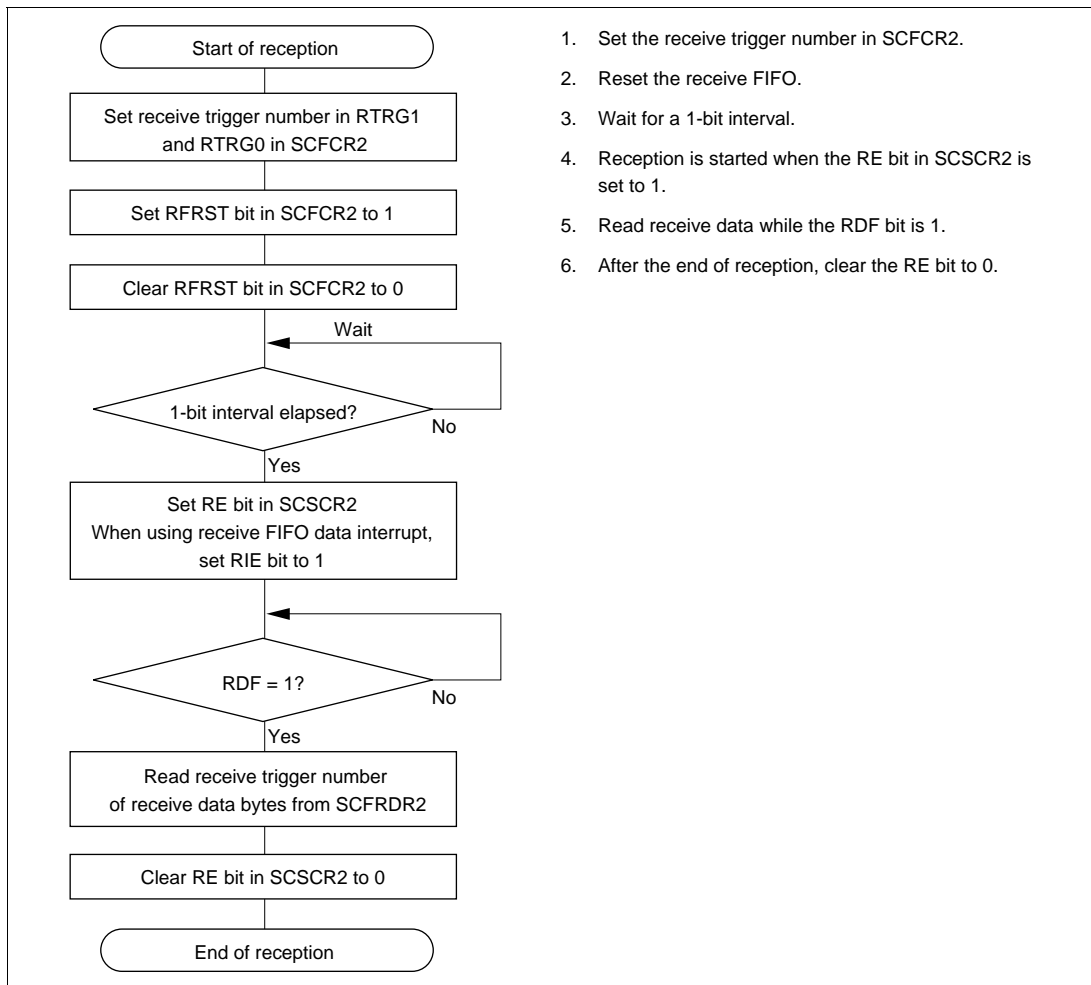 Start of reception
Set receive trigger number in RTRG1
and RTRG0 in SCFCR2
Set RFRST bit in SCFCR2 to 1
Clear RFRST bit in SCFCR2 to 0
Wait
1-bit interval elapsed?
No
Yes
Set RE bit in SCSCR2
When using receive FIFO data interrupt,
set RIE bit to 1
RDF = 1?
No
Yes
Read receive trigger number
of receive data bytes from SCFRDR2
Clear RE bit in SCSCR2 to 0
End of reception
1. Set the receive trigger number in SCFCR2.
2. Reset the receive FIFO.
3. Wait for a 1-bit interval.
4. Reception is started when the RE bit in SCSCR2 is
set to 1.
5. Read receive data while the RDF bit is 1.
6. After the end of reception, clear the RE bit to 0.